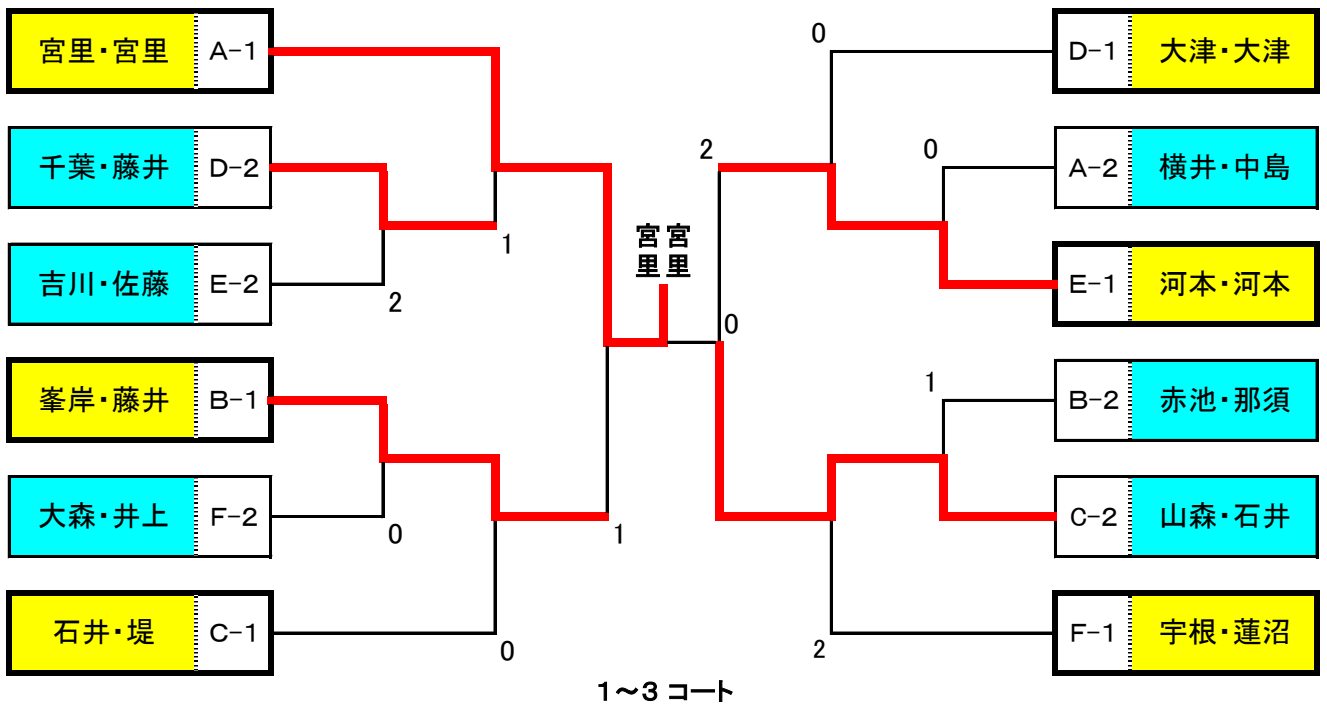 宮里・宮里 A-1
千葉・藤井 D-2
吉川・佐藤 E-2
峯岸・藤井 B-1
大森・井上 F-2
石井・堤 C-1
1
2
0
0
1
宮里
宮里
0
2
0
0
1
2
D-1 大津・大津
A-2 横井・中島
E-1 河本・河本
B-2 赤池・那須
C-2 山森・石井
F-1 宇根・蓮沼
1～3 コート